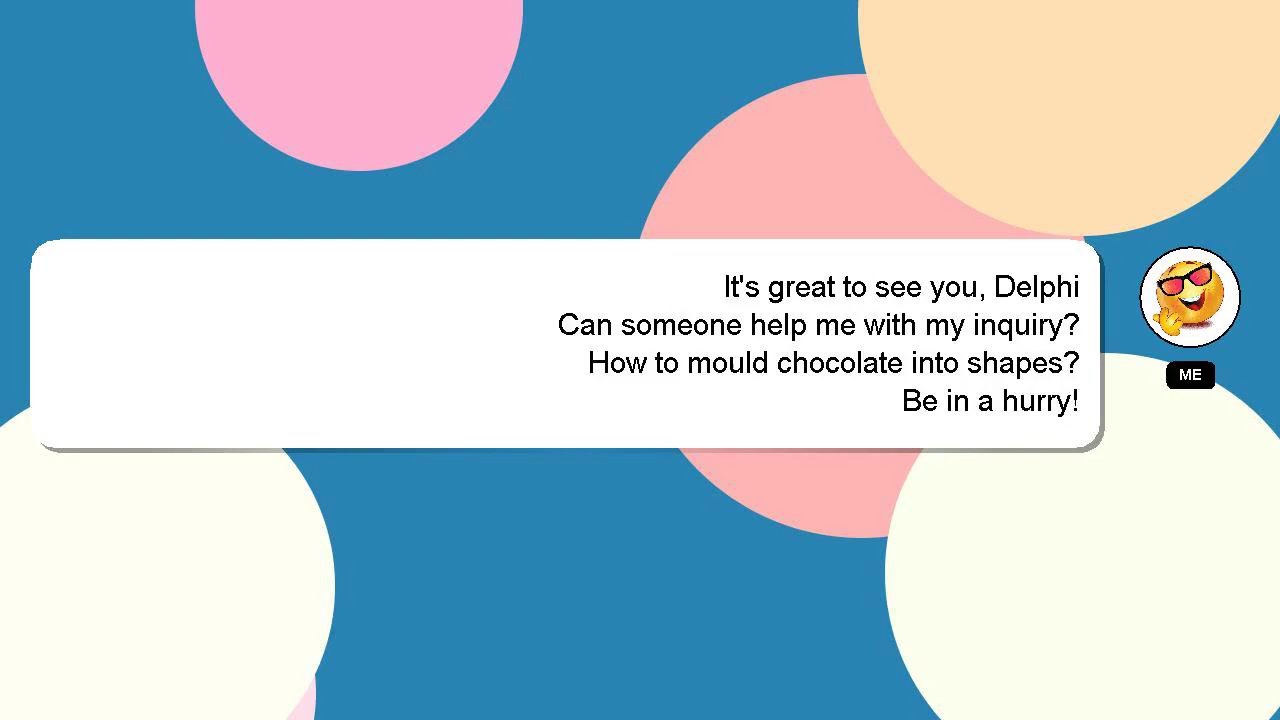 It's great to see you, Delphi
Can someone help me with my inquiry?
How to mould chocolate into shapes?
Be in a hurry!
ME